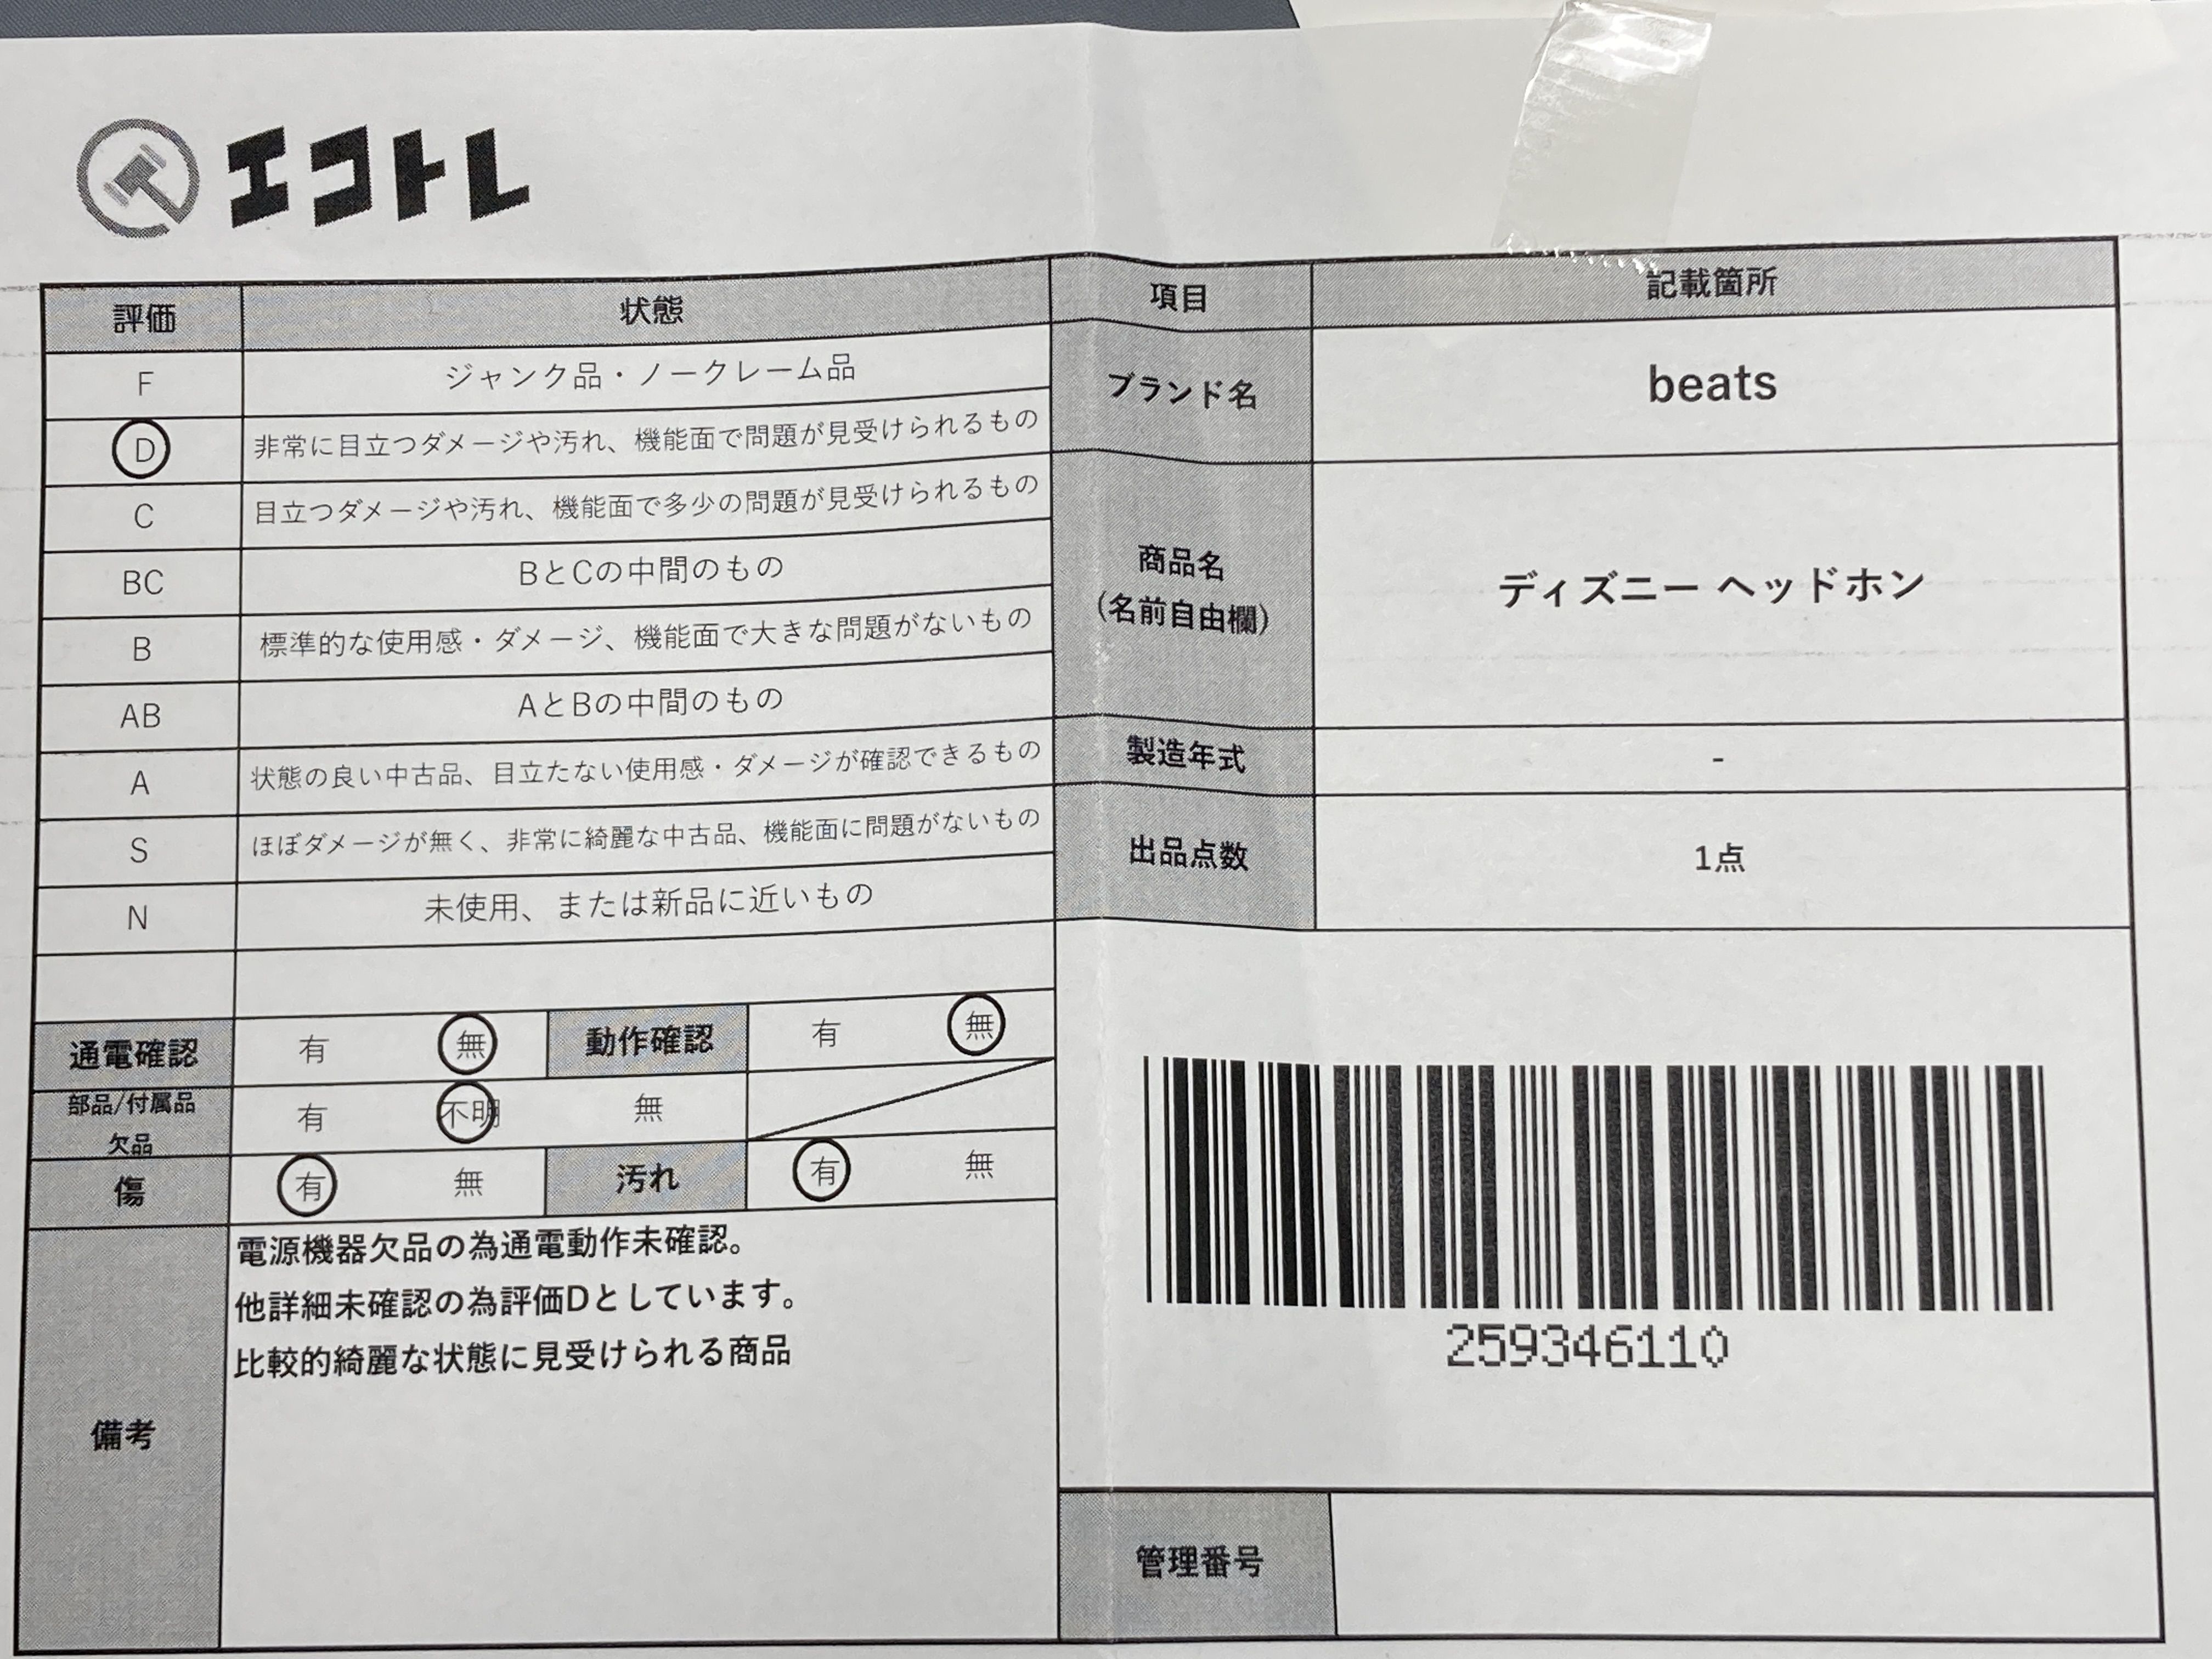 エコトレ
評価 状態
F ジャンク品・ノークレーム品
D 非常に目立つダメージや汚れ、機能面で問題が見受けられるもの
C 目立つダメージや汚れ、機能面で多少の問題が見受けられるもの
BC BとCの中間のもの
B 標準的な使用感・ダメージ、機能面で大きな問題がないもの
AB AとBの中間のもの
A 状態の良い中古品、目立たない使用感・ダメージが確認できるもの
S ほぼダメージが無く、非常に綺麗な中古品、機能面に問題がないもの
N 未使用、または新品に近いもの
通電確認 有 無 動作確認 有 無
部品/付属品
欠品 有 不明 無
傷 有 無 汚れ 有 無
備考
電源機器欠品の為通電動作未確認。
他詳細未確認の為評価Dとしています。
比較的綺麗な状態に見受けられる商品
項目 記載箇所
ブランド名 beats
商品名
(名前自由欄)
ディズニー ヘッドホン
製造年式 -
出品点数 1点
259346110
管理番号